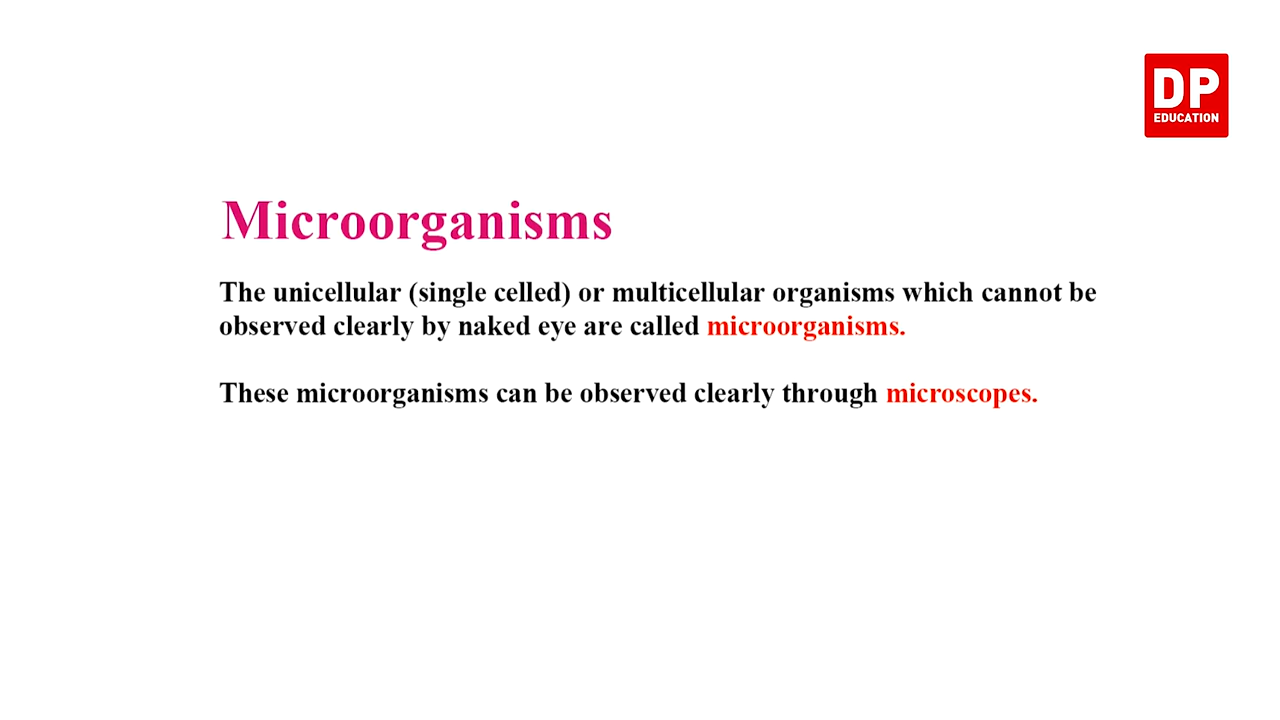 DP
EDUCATION
Microorganisms
The unicellular (single celled) or multicellular organisms which cannot be
observed clearly by naked eye are called microorganisms.
These microorganisms can be observed clearly through microscopes.